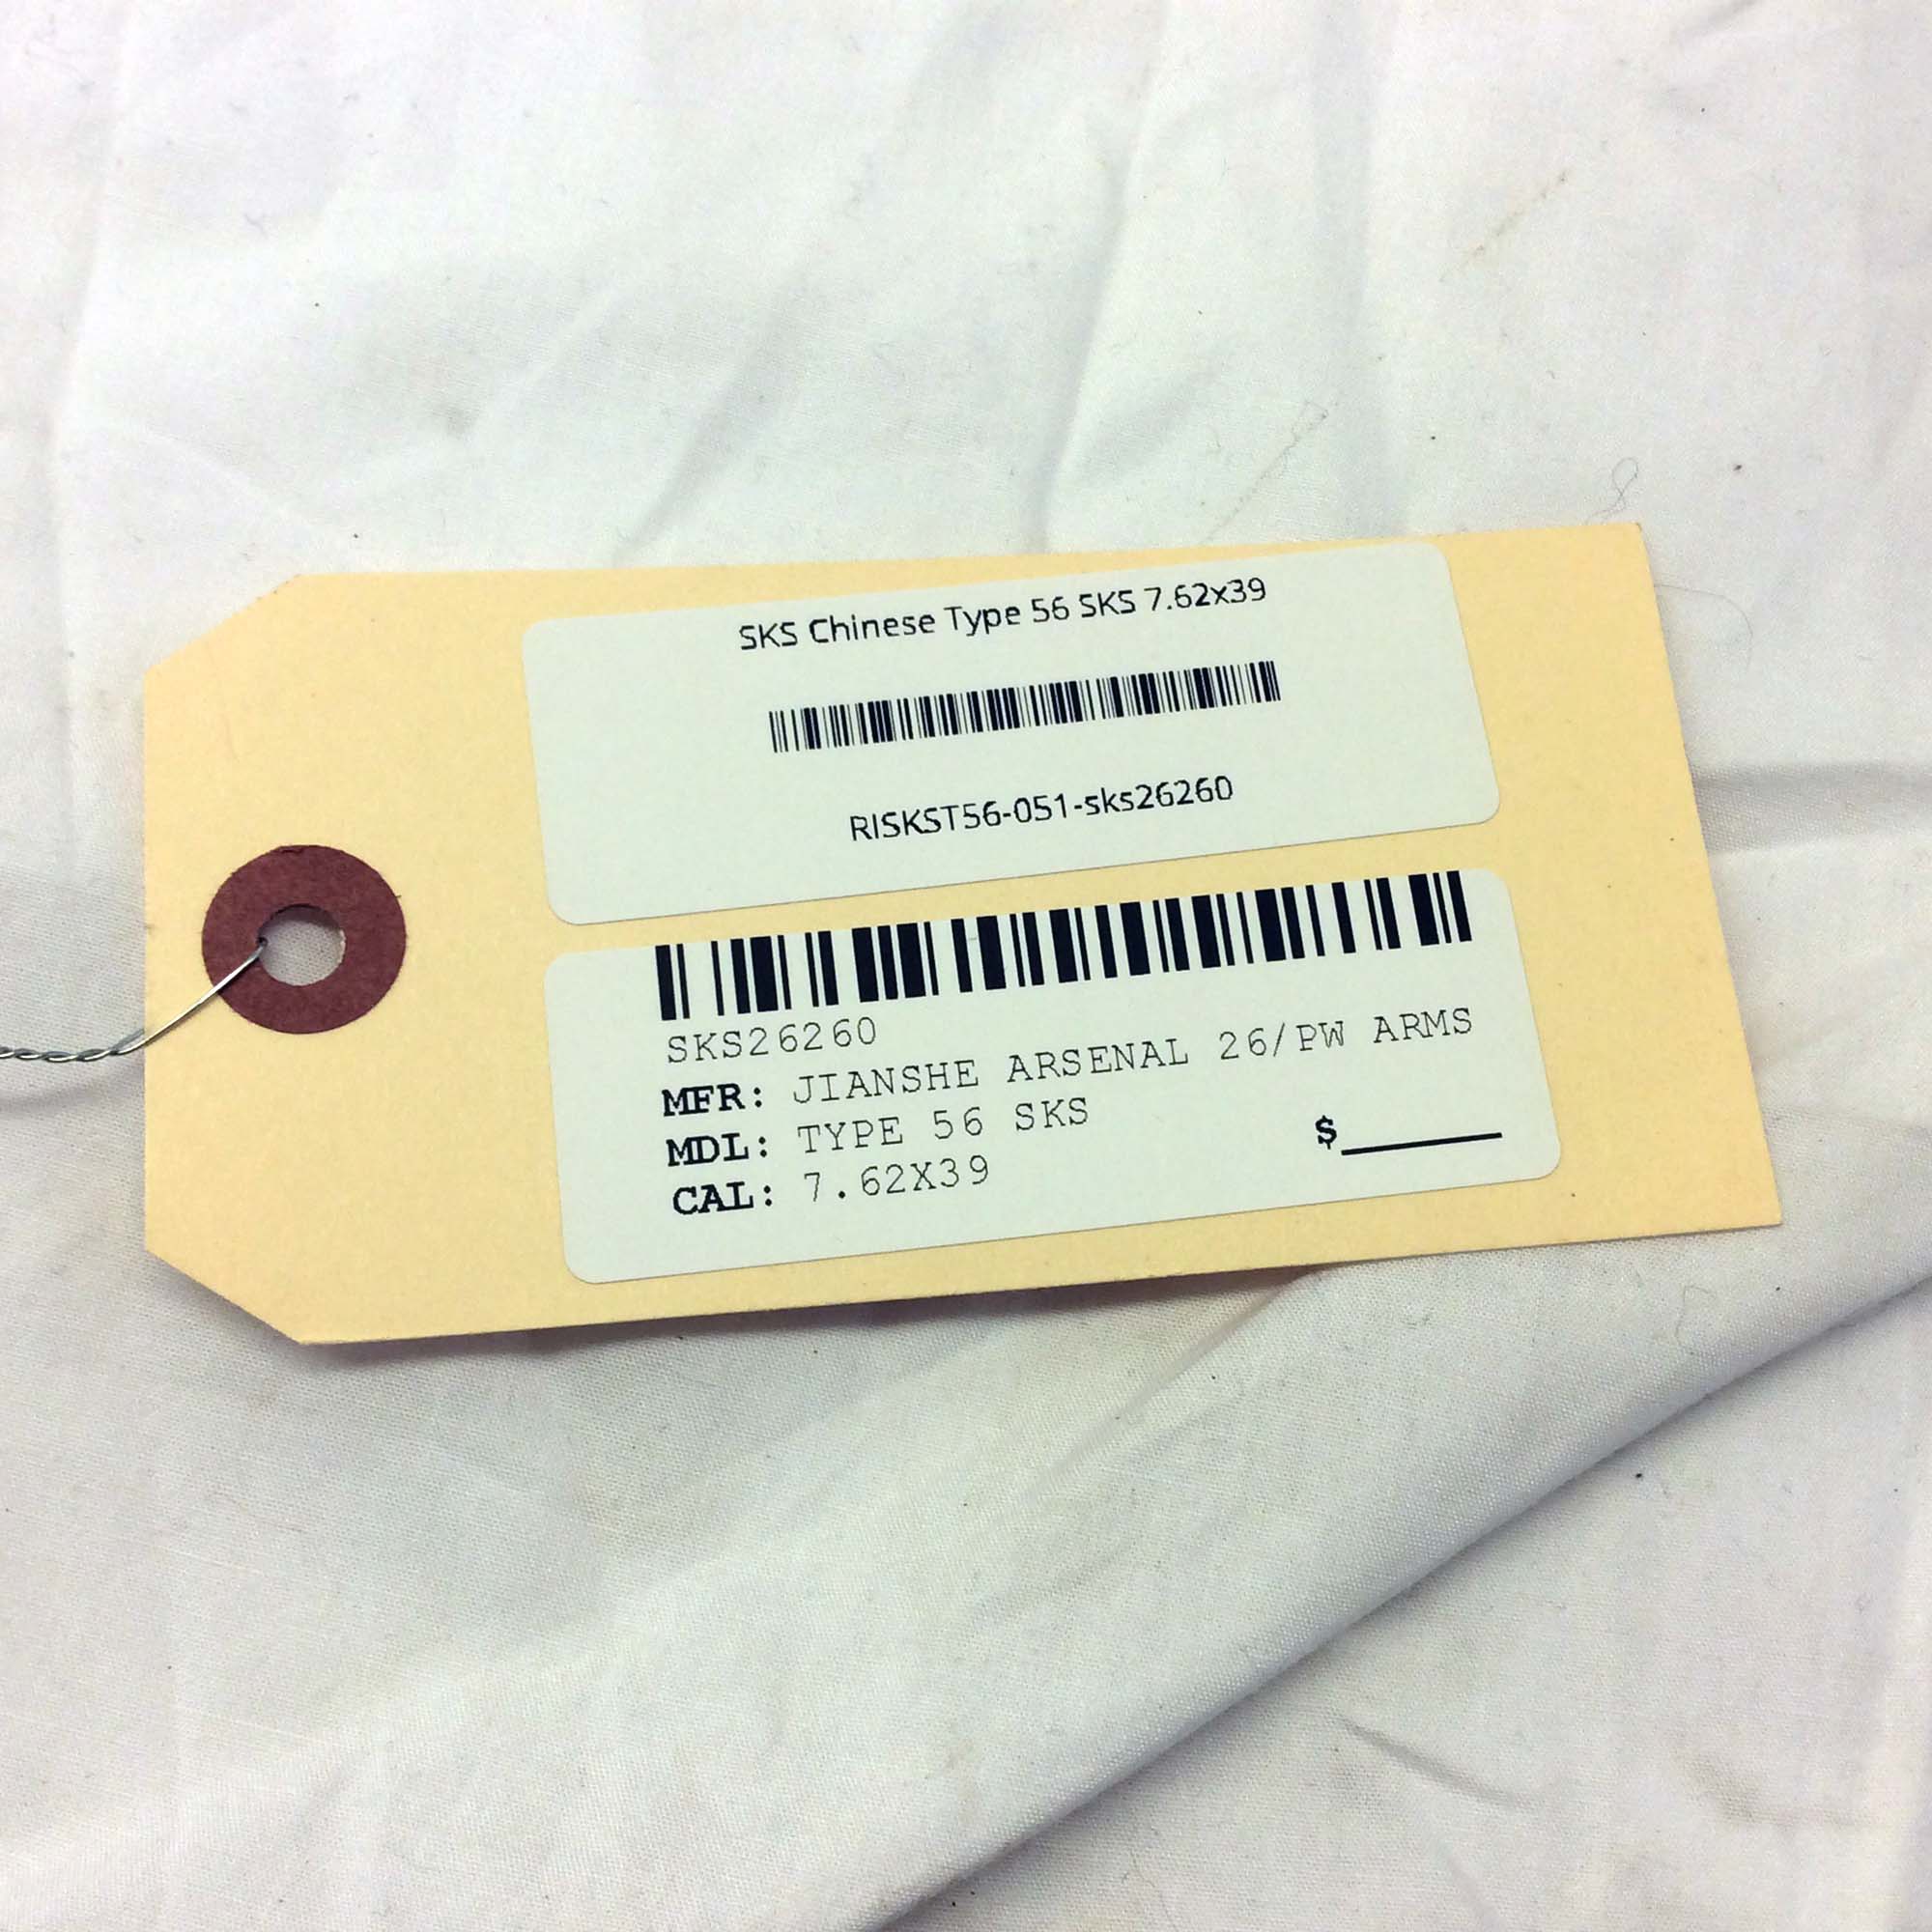 SKS Chinese Type 56 SKS 7.62x39
RISKST56-051-sks26260
SKS26260
MFR: JIANSHE ARSENAL 26/PW ARMS
MDL: TYPE 56 SKS
CAL: 7.62X39
$